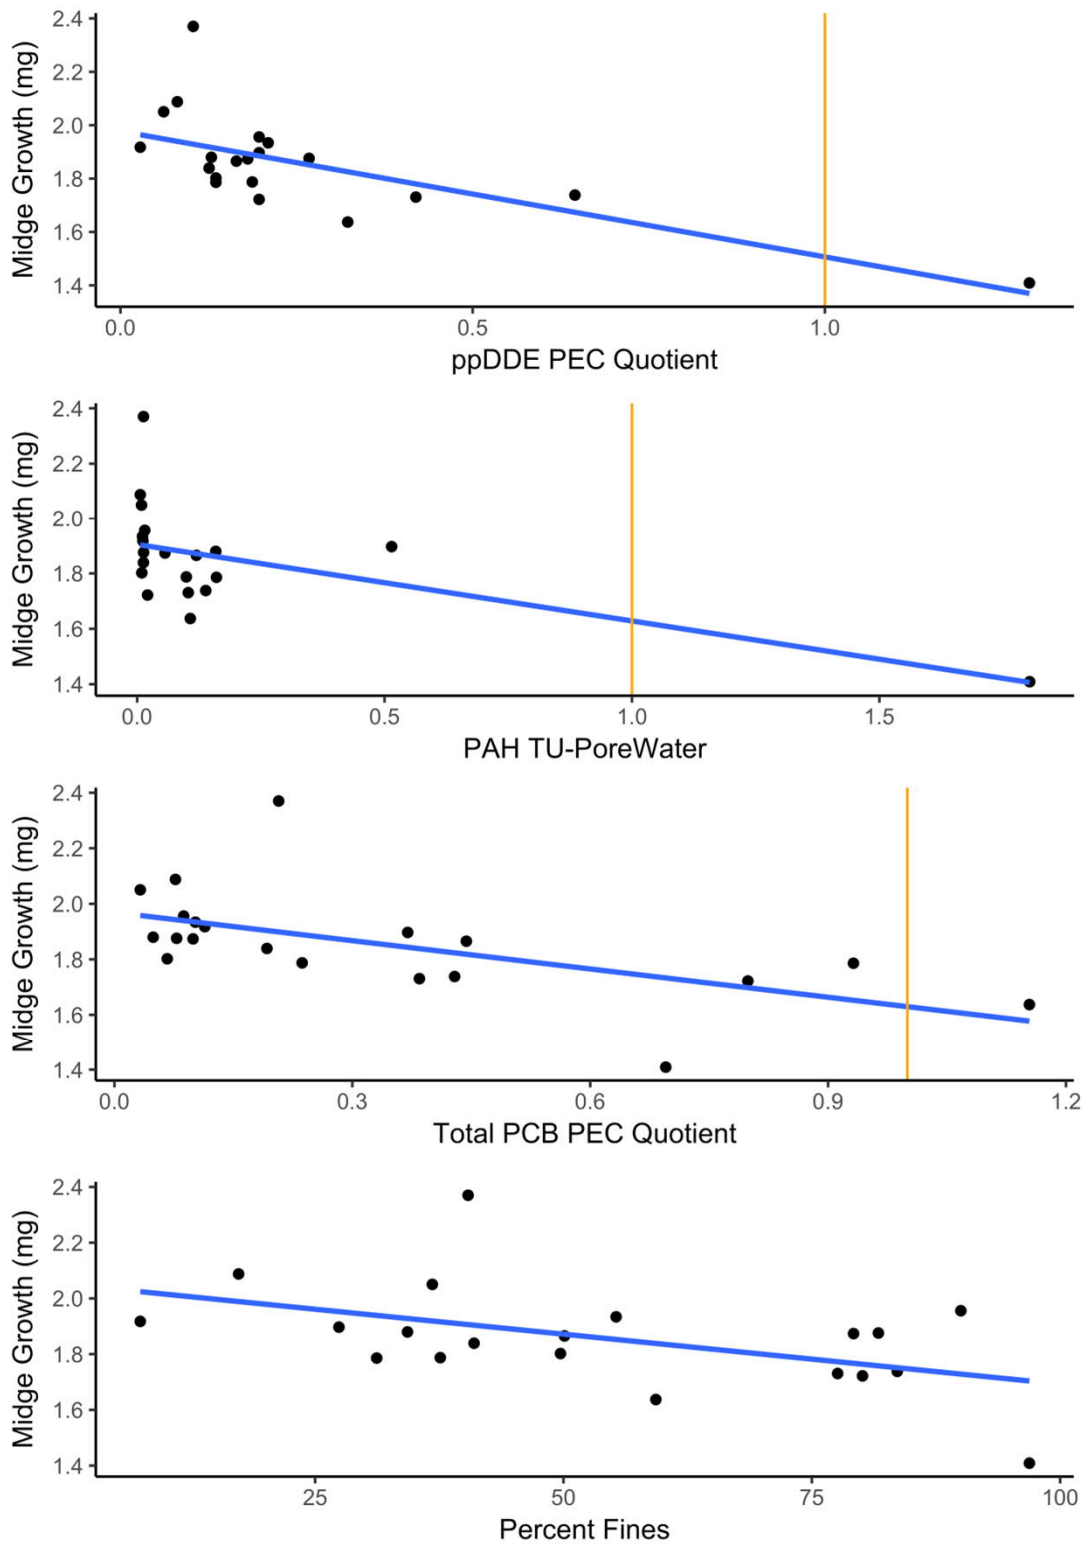 Midge Growth (mg)
2.4
2.2
2.0
1.8
1.6
1.4
0.0 0.5 1.0
ppDDE PEC Quotient
Midge Growth (mg)
2.4
2.2
2.0
1.8
1.6
1.4
0.0 0.5 1.0 1.5
PAH TU-PoreWater
Midge Growth (mg)
2.4
2.2
2.0
1.8
1.6
1.4
0.0 0.3 0.6 0.9 1.2
Total PCB PEC Quotient
Midge Growth (mg)
2.4
2.2
2.0
1.8
1.6
1.4
25 50 75 100
Percent Fines